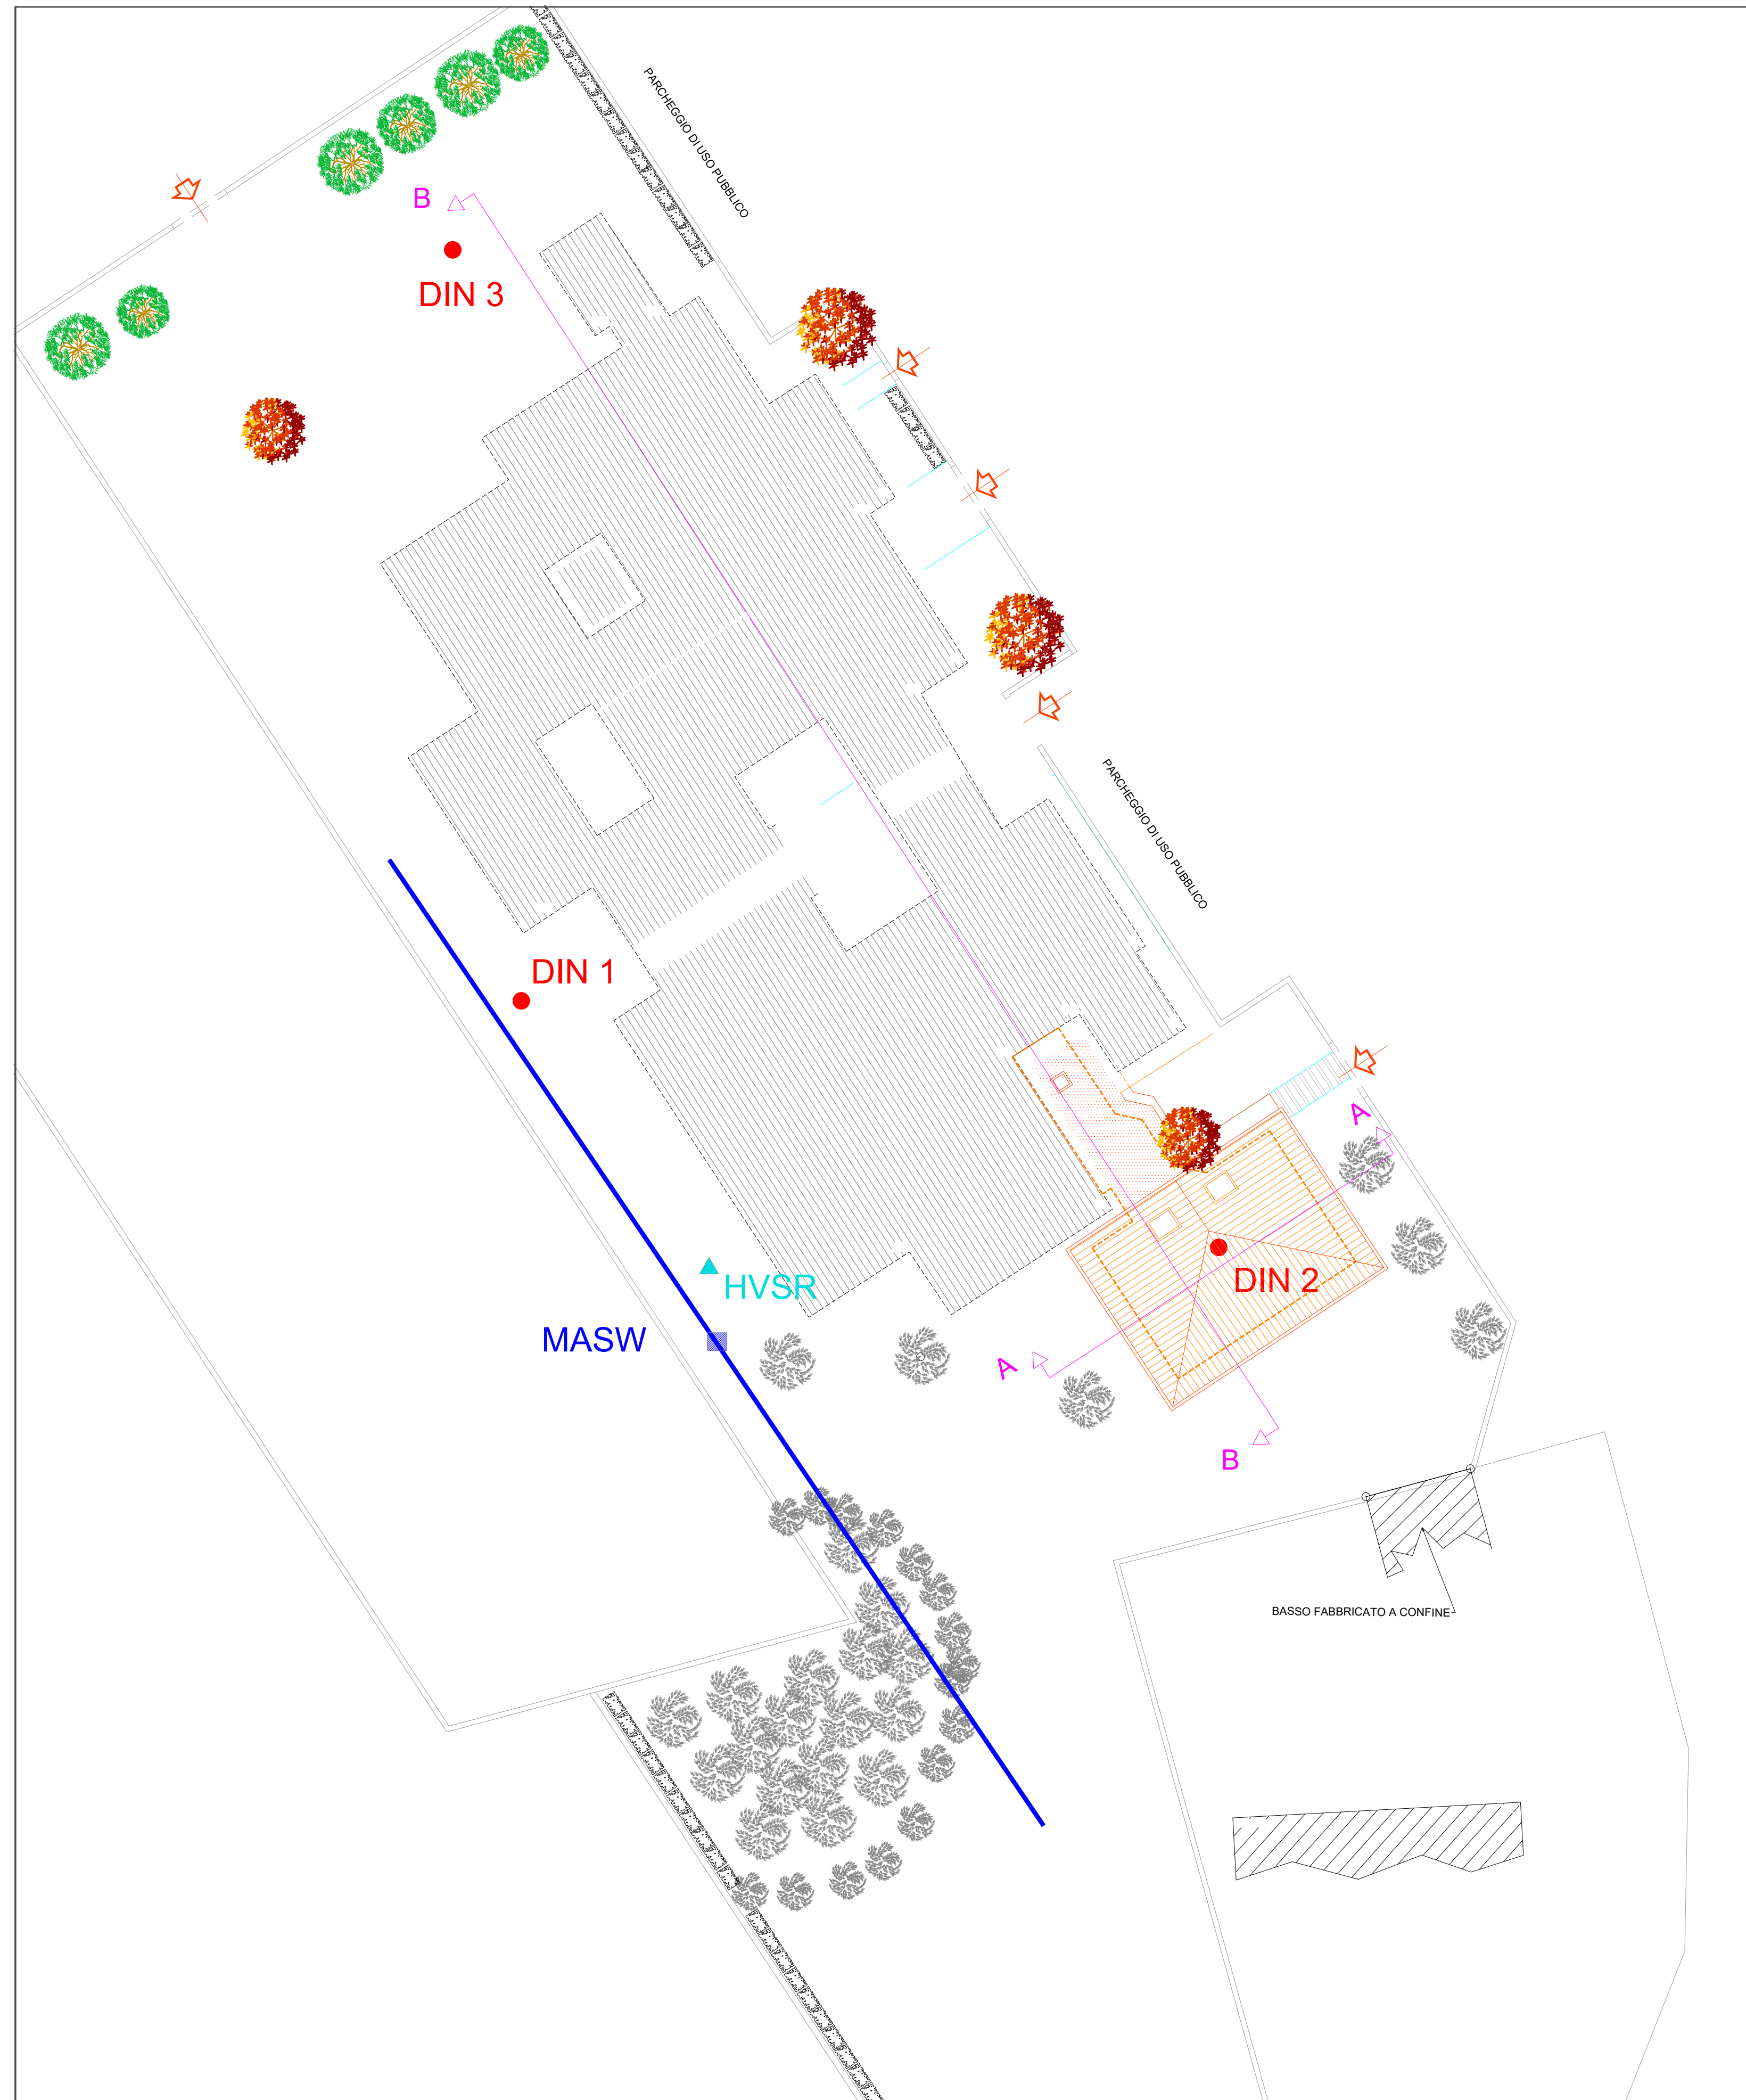 PARCHEGGIO DI USO PUBBLICO
B
DIN 3
PARCHEGGIO DI USO PUBBLICO
DIN 1
A
HVSR
DIN 2
MASW
A
B
BASSO FABBRICATO A CONFINE